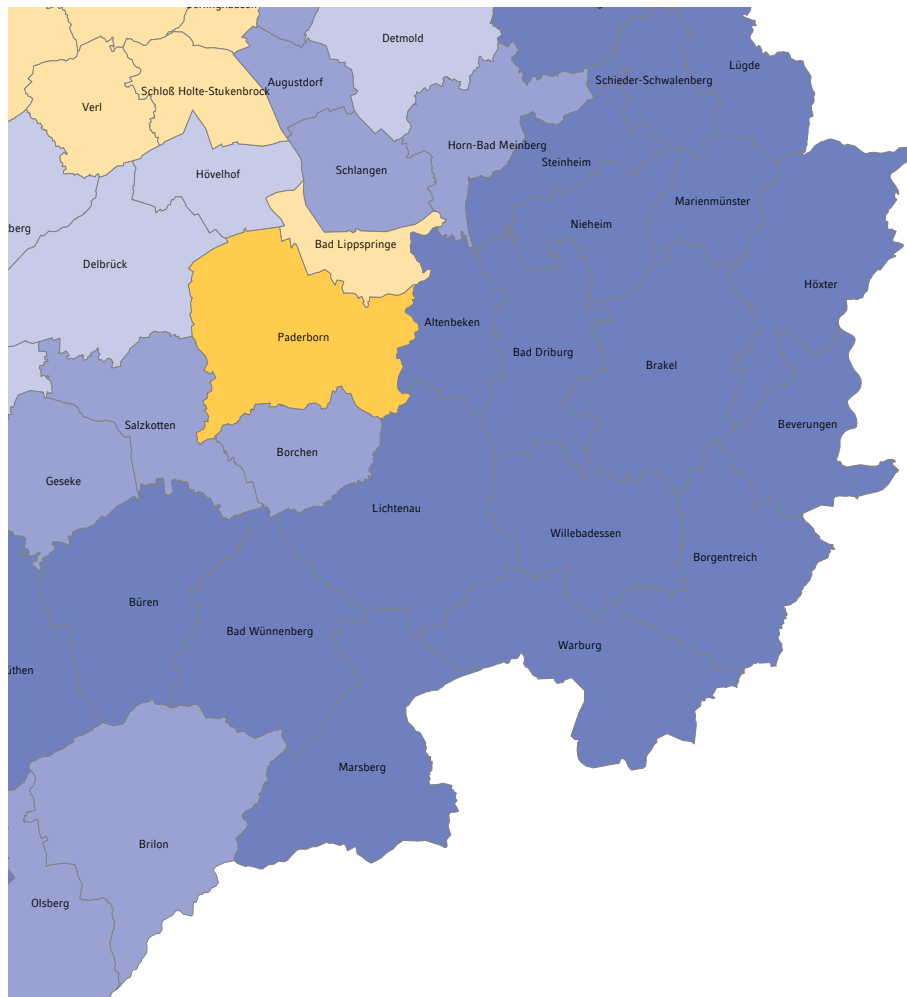 Detmold
Lügde
Schieder-Schwalenberg
Augustdorf
Schloß Holte-Stukenbrock
Verl
Horn-Bad Meinberg
Steinheim
Schlangen
Hövelhof
Marienmünster
Nieheim
berg
Bad Lippspringe
Delbrück
Höxter
Altenbeken
Paderborn
Bad Driburg
Brakel
Salzkotten
Beverungen
Borchen
Geseke
Lichtenau
Willebadessen
Borgentreich
Büren
Bad Wünnenberg
Warburg
üthen
Marsberg
Brilon
Olsberg